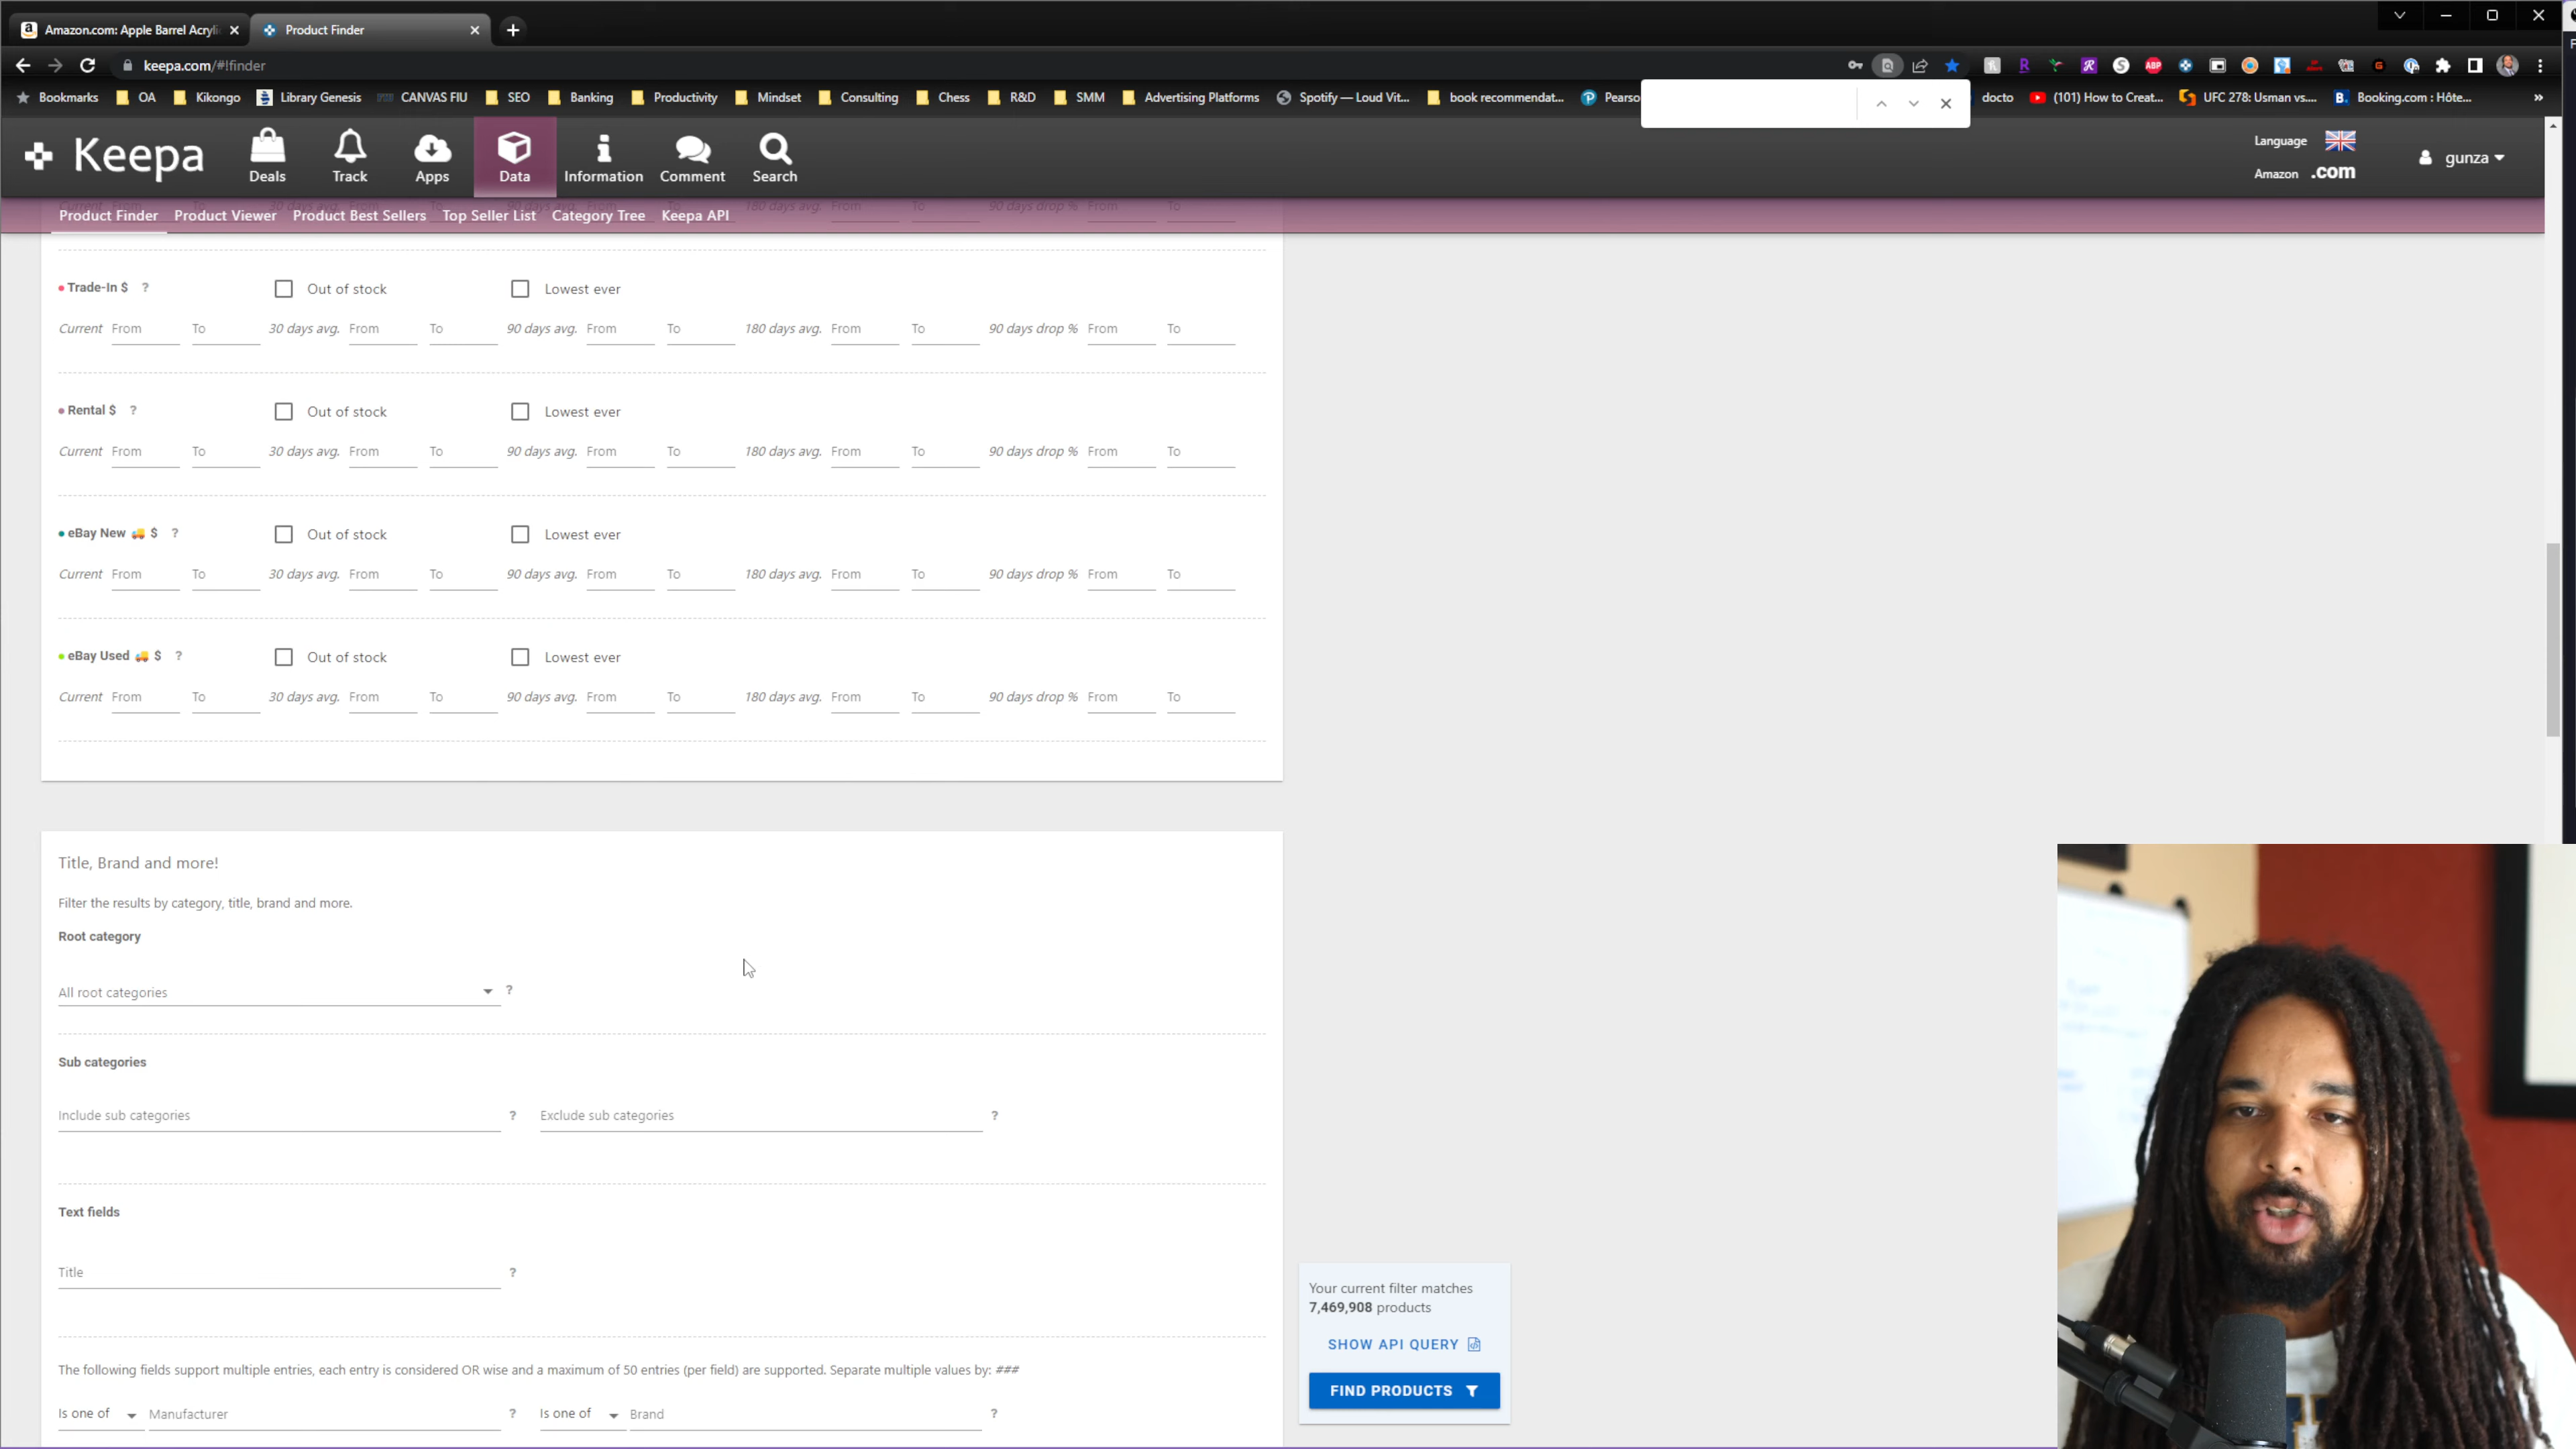 Amazon.com: Apple Barrel Acryli
Product Finder
keepa.com/#!finder
Bookmarks OA Kikongo Library Genesis CANVAS FIU SEO Banking Productivity Mindset Consulting Chess R&D SMM Advertising Platforms Spotify — Loud Vit... book recommendat... Pearso docto (101) How to Creat... UFC 278: Usman vs.... Booking.com : Hôte...
Keepa
Deals Track Apps Data Information Comment Search
Language
Amazon .com
gunza
Product Finder Product Viewer Product Best Sellers Top Seller List Category Tree Keepa API
Trade-In $ ? Out of stock Lowest ever
Current From To 30 days avg. From To 90 days avg. From To 180 days avg. From To 90 days drop % From To
Rental $ ? Out of stock Lowest ever
Current From To 30 days avg. From To 90 days avg. From To 180 days avg. From To 90 days drop % From To
eBay New 🚚 $ ? Out of stock Lowest ever
Current From To 30 days avg. From To 90 days avg. From To 180 days avg. From To 90 days drop % From To
eBay Used 🚚 $ ? Out of stock Lowest ever
Current From To 30 days avg. From To 90 days avg. From To 180 days avg. From To 90 days drop % From To
Title, Brand and more!
Filter the results by category, title, brand and more.
Root category
All root categories ?
Sub categories
Include sub categories ? Exclude sub categories ?
Text fields
Title ?
The following fields support multiple entries, each entry is considered OR wise and a maximum of 50 entries (per field) are supported. Separate multiple values by: ###
Is one of Manufacturer ? Is one of Brand ?
Your current filter matches
7,469,908 products
SHOW API QUERY
FIND PRODUCTS